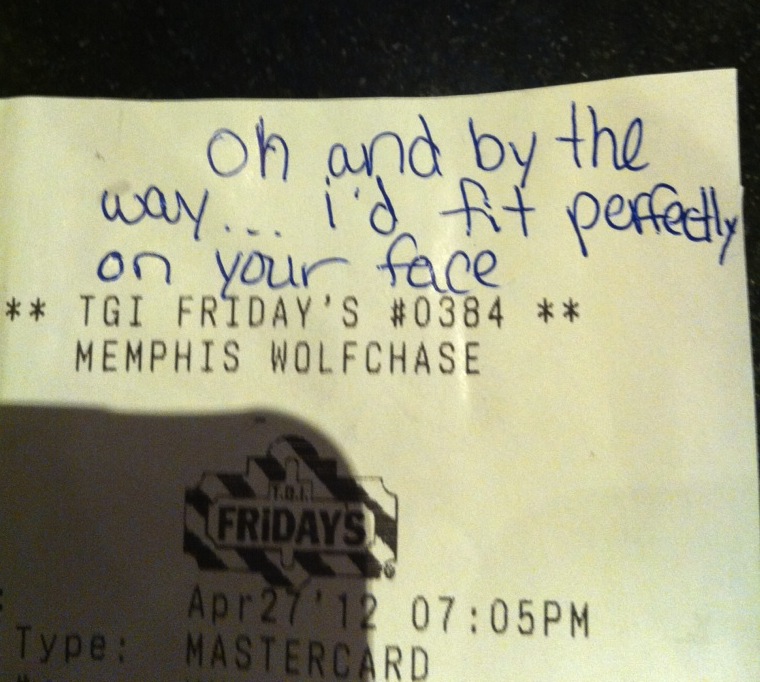 Oh and by the
way... i'd fit perfectly
on your face
** TGI FRIDAY'S #0384 **
MEMPHIS WOLFCHASE
T.G.I.
FRiDAYS
®
Apr27'12 07:05PM
Type: MASTERCARD